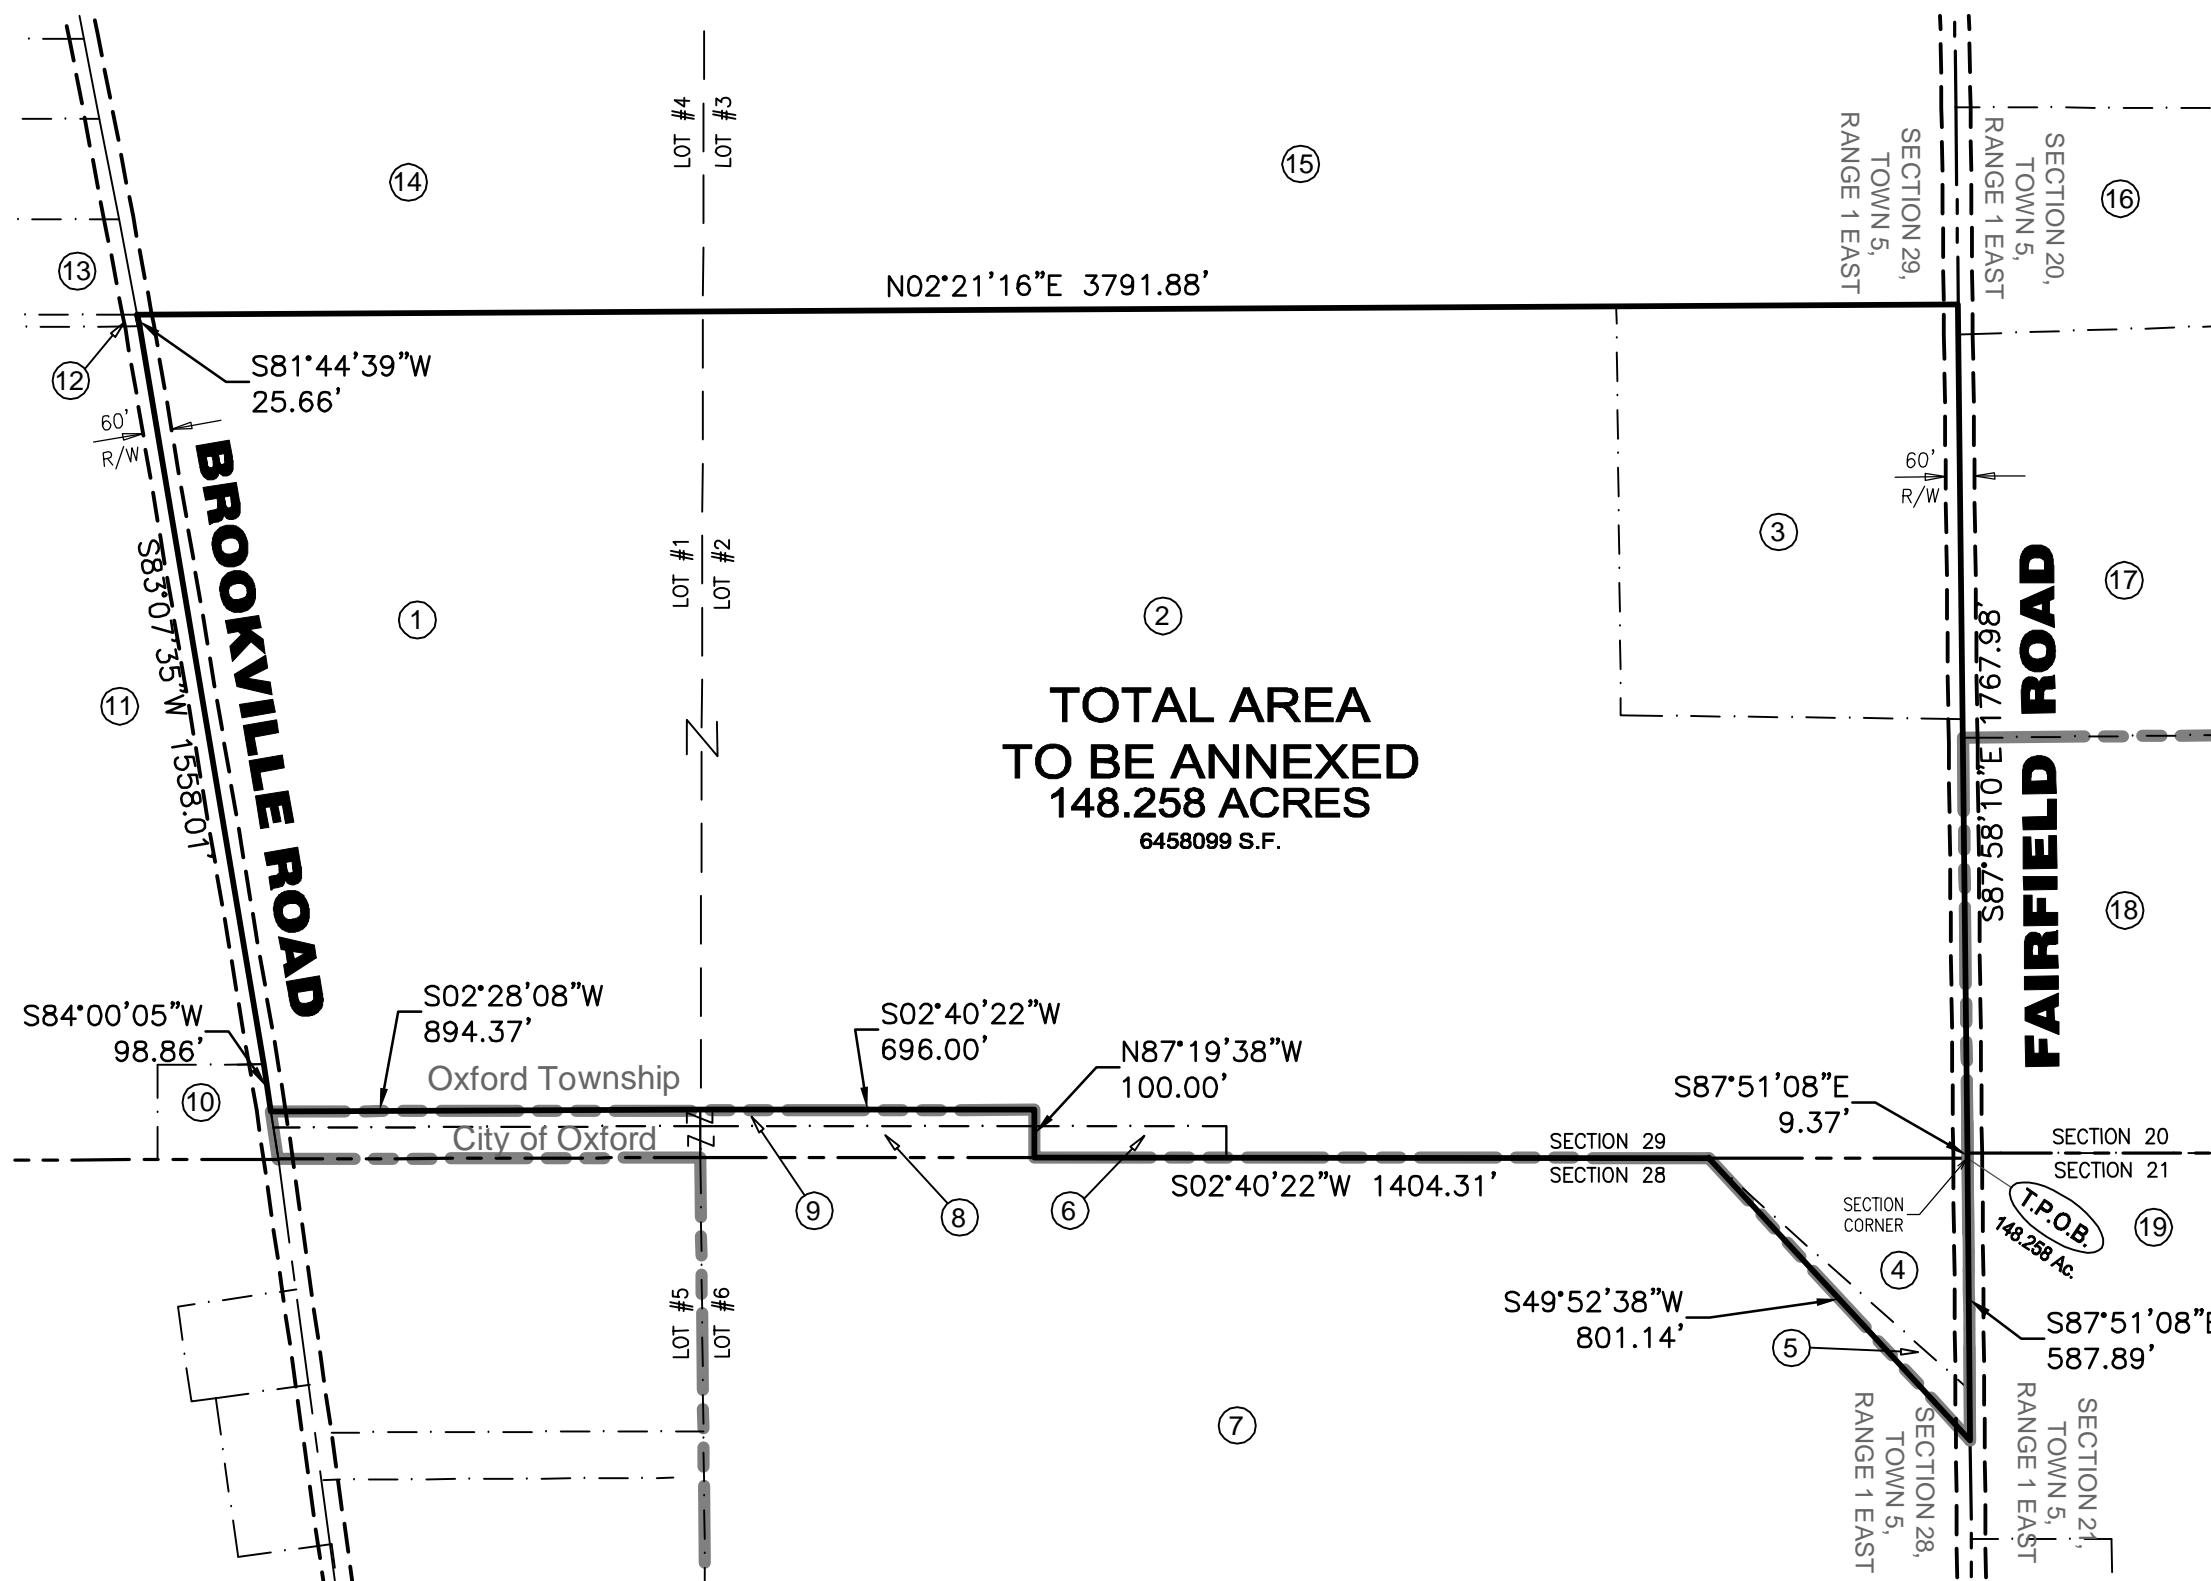 LOT #4
LOT #3
SECTION 29,
TOWN 5,
RANGE 1 EAST
SECTION 20,
TOWN 5,
RANGE 1 EAST
14
15
16
13
N02°21'16"E 3791.88'
12
S81°44'39"W
25.66'
60'
R/W
BROOKVILLE ROAD
S83°07'35"W 1558.01'
11
1
LOT #1
LOT #2
2
3
60'
R/W
17
S87°58'10"E 1767.98'
FAIRFIELD ROAD
TOTAL AREA
TO BE ANNEXED
148.258 ACRES
6458099 S.F.
18
S84°00'05"W
98.86'
10
S02°28'08"W
894.37'
Oxford Township
City of Oxford
S02°40'22"W
696.00'
N87°19'38"W
100.00'
S87°51'08"E
9.37'
SECTION 29
SECTION 28
SECTION 20
SECTION 21
S02°40'22"W 1404.31'
9
8
6
SECTION
CORNER
T.P.O.B.
148.258 Ac.
19
4
LOT #5
LOT #6
S49°52'38"W
801.14'
5
S87°51'08"E
587.89'
7
SECTION 28,
TOWN 5,
RANGE 1 EAST
SECTION 21,
TOWN 5,
RANGE 1 EAST